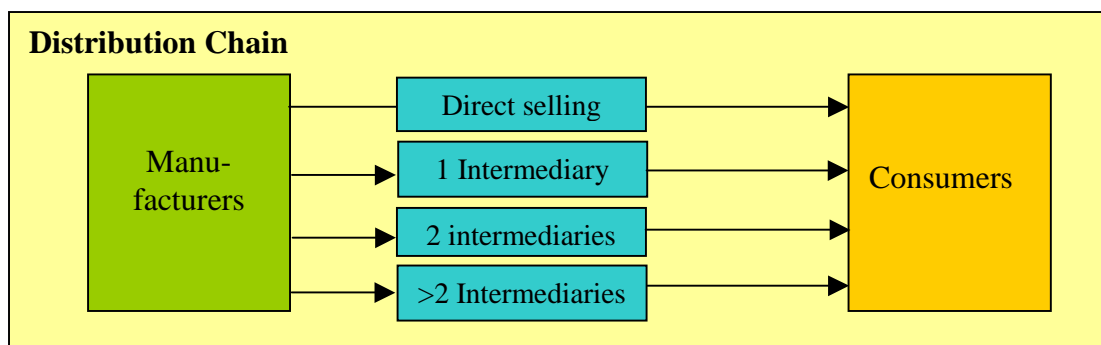 Distribution Chain
Direct selling
Manu-
facturers
1 Intermediary
Consumers
2 intermediaries
>2 Intermediaries